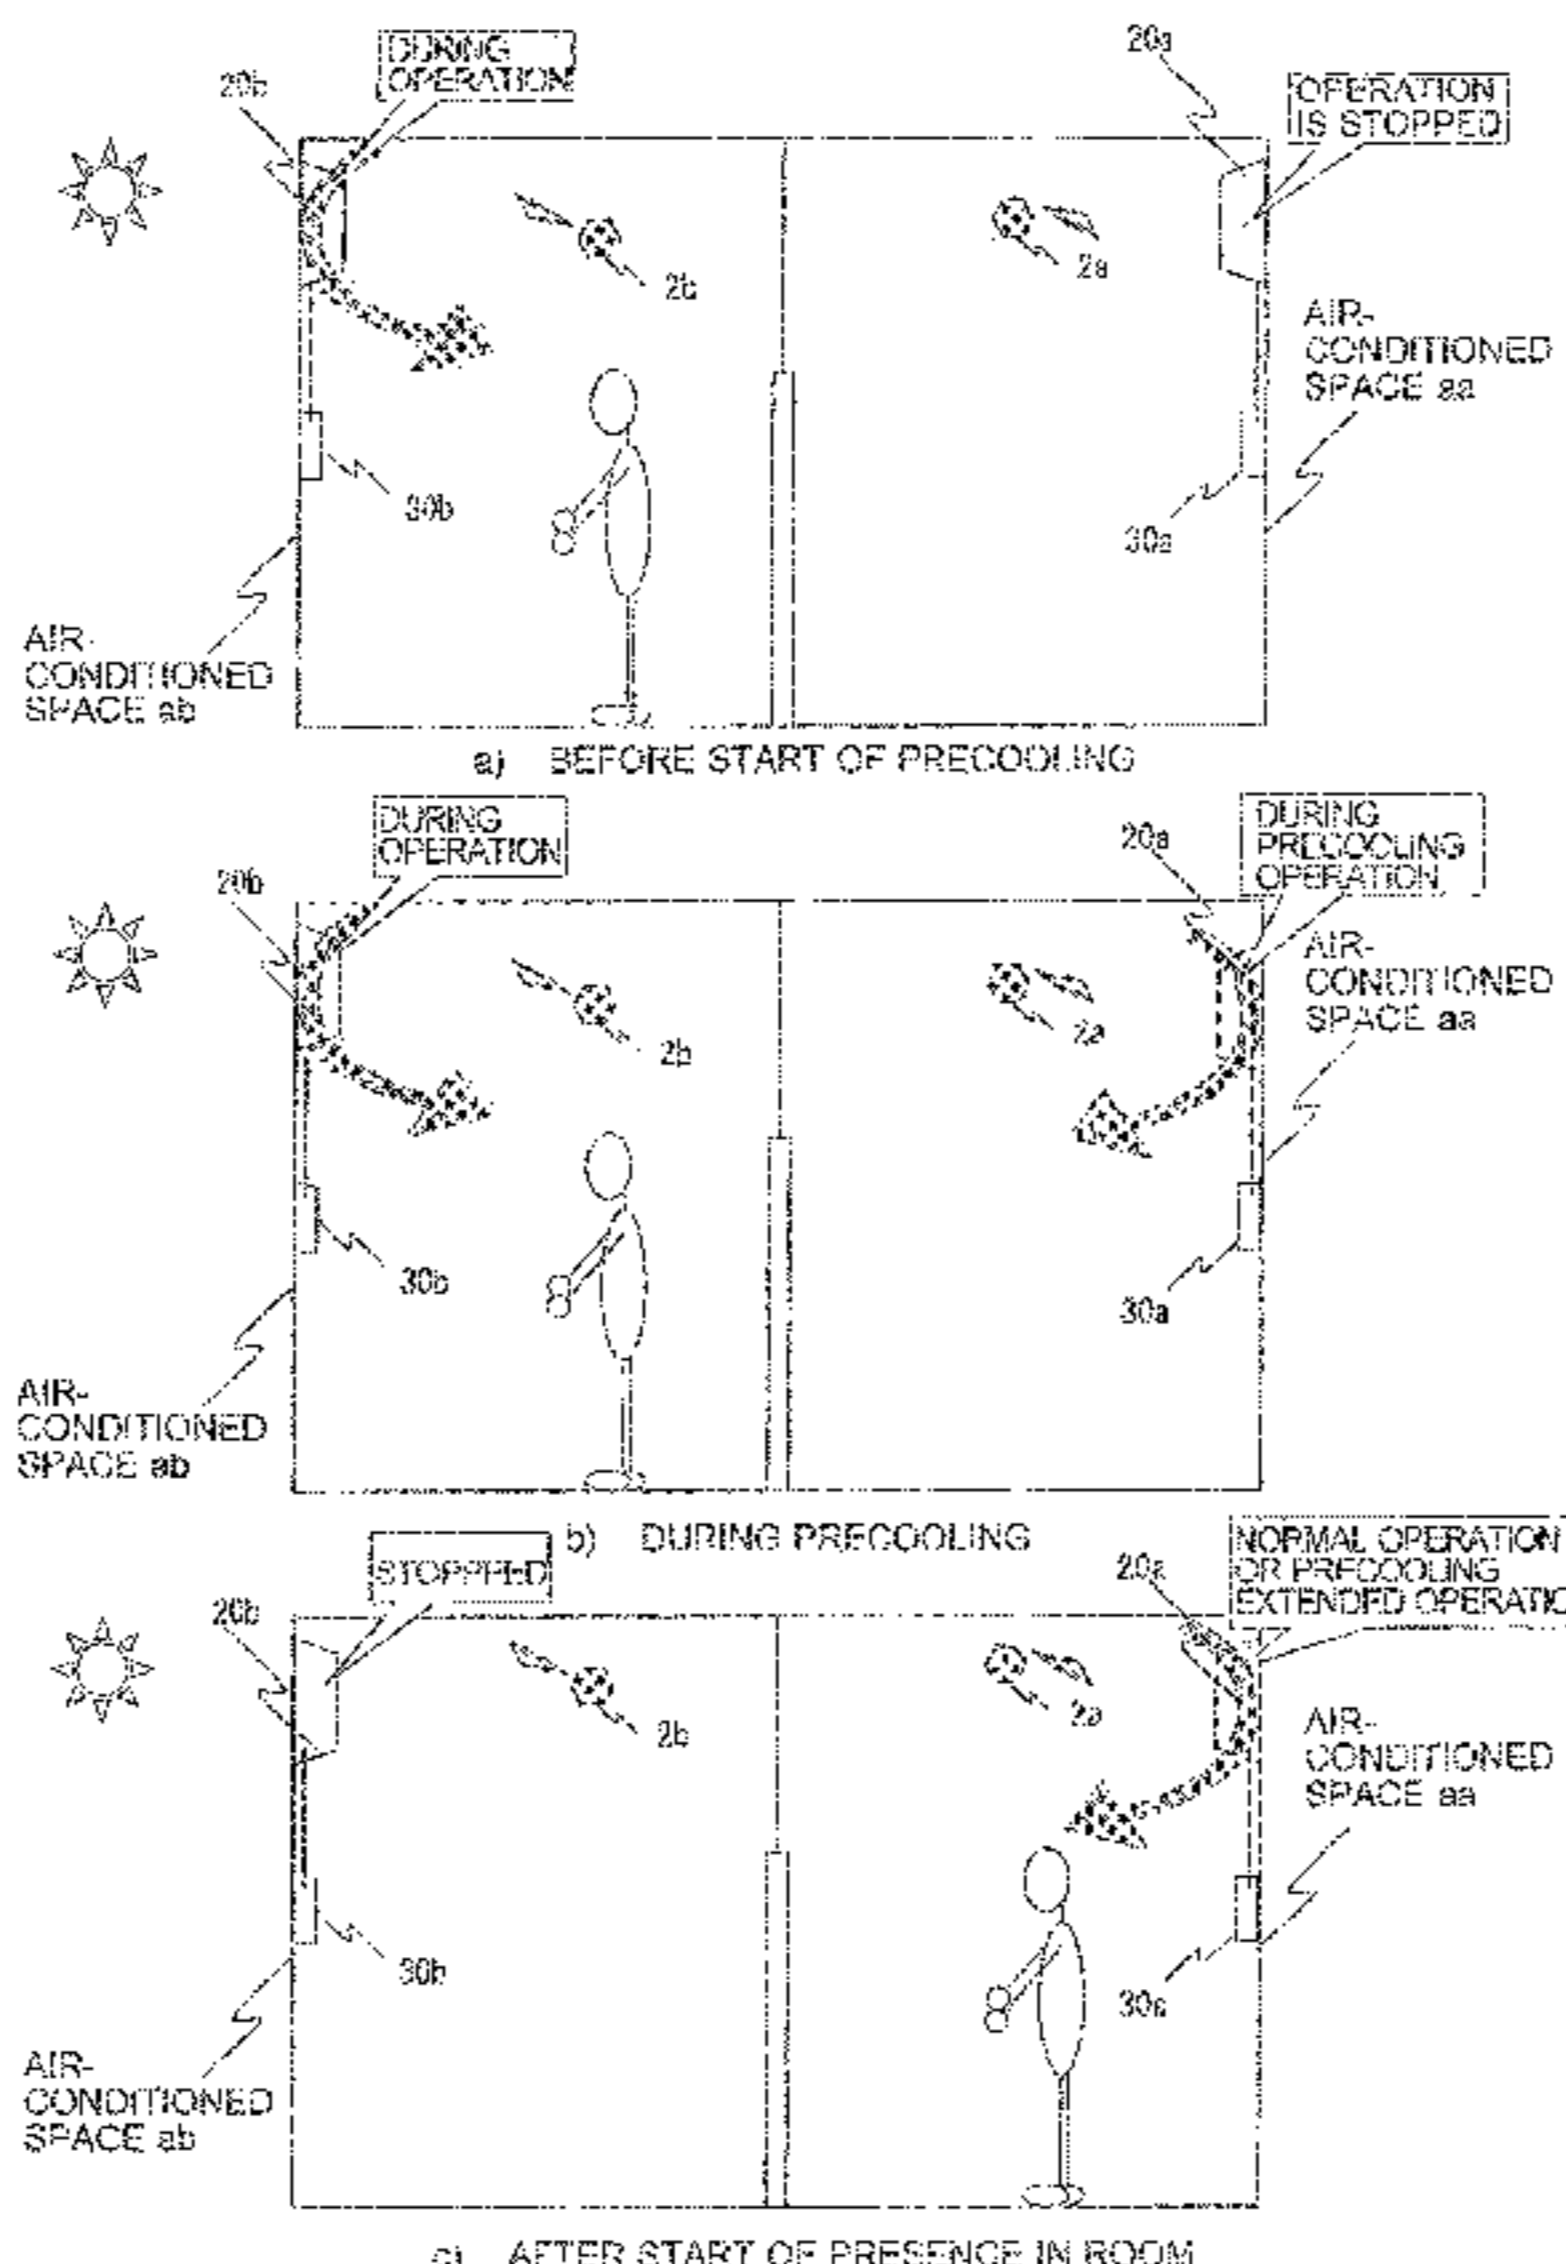 DURING
OPERATION
20b
20a
OPERATION
IS STOPPED
2b
2a
AIR-
CONDITIONED
SPACE aa
30b
30a
AIR-
CONDITIONED
SPACE ab
a) BEFORE START OF PRECOOLING
DURING
OPERATION
20b
20a
DURING
PRECOOLING
OPERATION
AIR-
CONDITIONED
SPACE aa
2b
2a
30b
30a
AIR-
CONDITIONED
SPACE ab
b) DURING PRECOOLING
STOPPPED
20b
20a
NORMAL OPERATION
OR PRECOOLING
EXTENDED OPERATIO
2b
2a
AIR-
CONDITIONED
SPACE aa
30b
30a
AIR-
CONDITIONED
SPACE ab
c) AFTER START OF PRESENCE IN ROOM